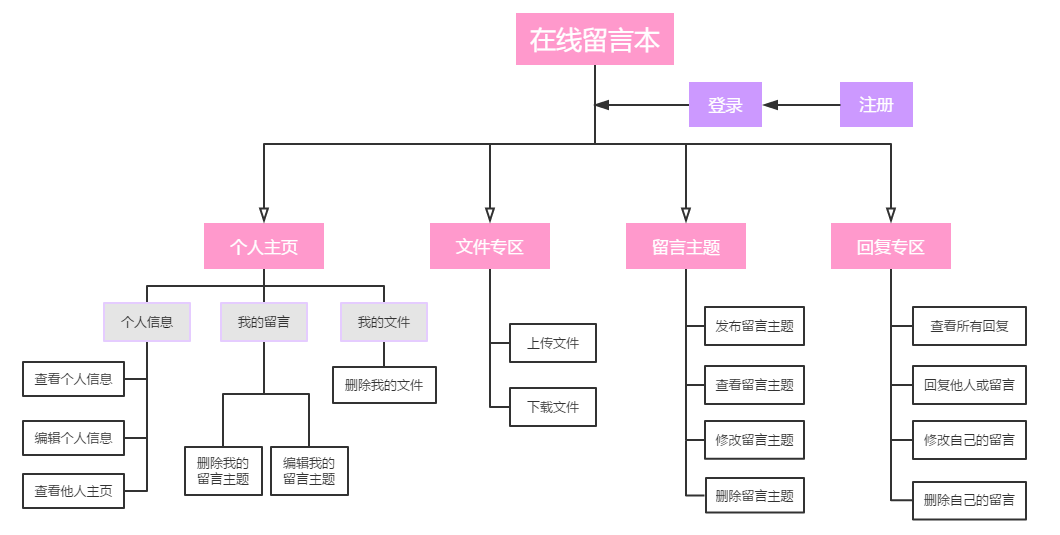 在线留言本
登录
注册
个人主页
文件专区
留言主题
回复专区
个人信息
我的留言
我的文件
查看个人信息
编辑个人信息
查看他人主页
删除我的
留言主题
编辑我的
留言主题
删除我的文件
上传文件
下载文件
发布留言主题
查看留言主题
修改留言主题
删除留言主题
查看所有回复
回复他人或留言
修改自己的留言
删除自己的留言